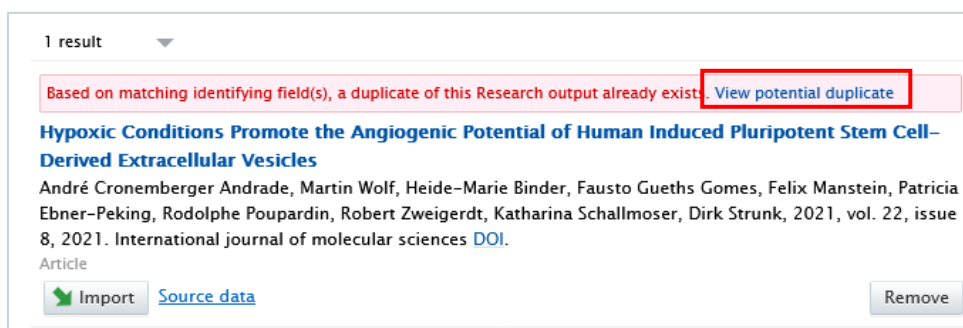 1 result
Based on matching identifying field(s), a duplicate of this Research output already exists. View potential duplicate
Hypoxic Conditions Promote the Angiogenic Potential of Human Induced Pluripotent Stem Cell-
Derived Extracellular Vesicles
André Cronemberger Andrade, Martin Wolf, Heide-Marie Binder, Fausto Gueths Gomes, Felix Manstein, Patricia
Ebner-Peking, Rodolphe Poupardin, Robert Zweigerdt, Katharina Schallmoser, Dirk Strunk, 2021, vol. 22, issue
8, 2021. International journal of molecular sciences DOI.
Article
Import Source data Remove